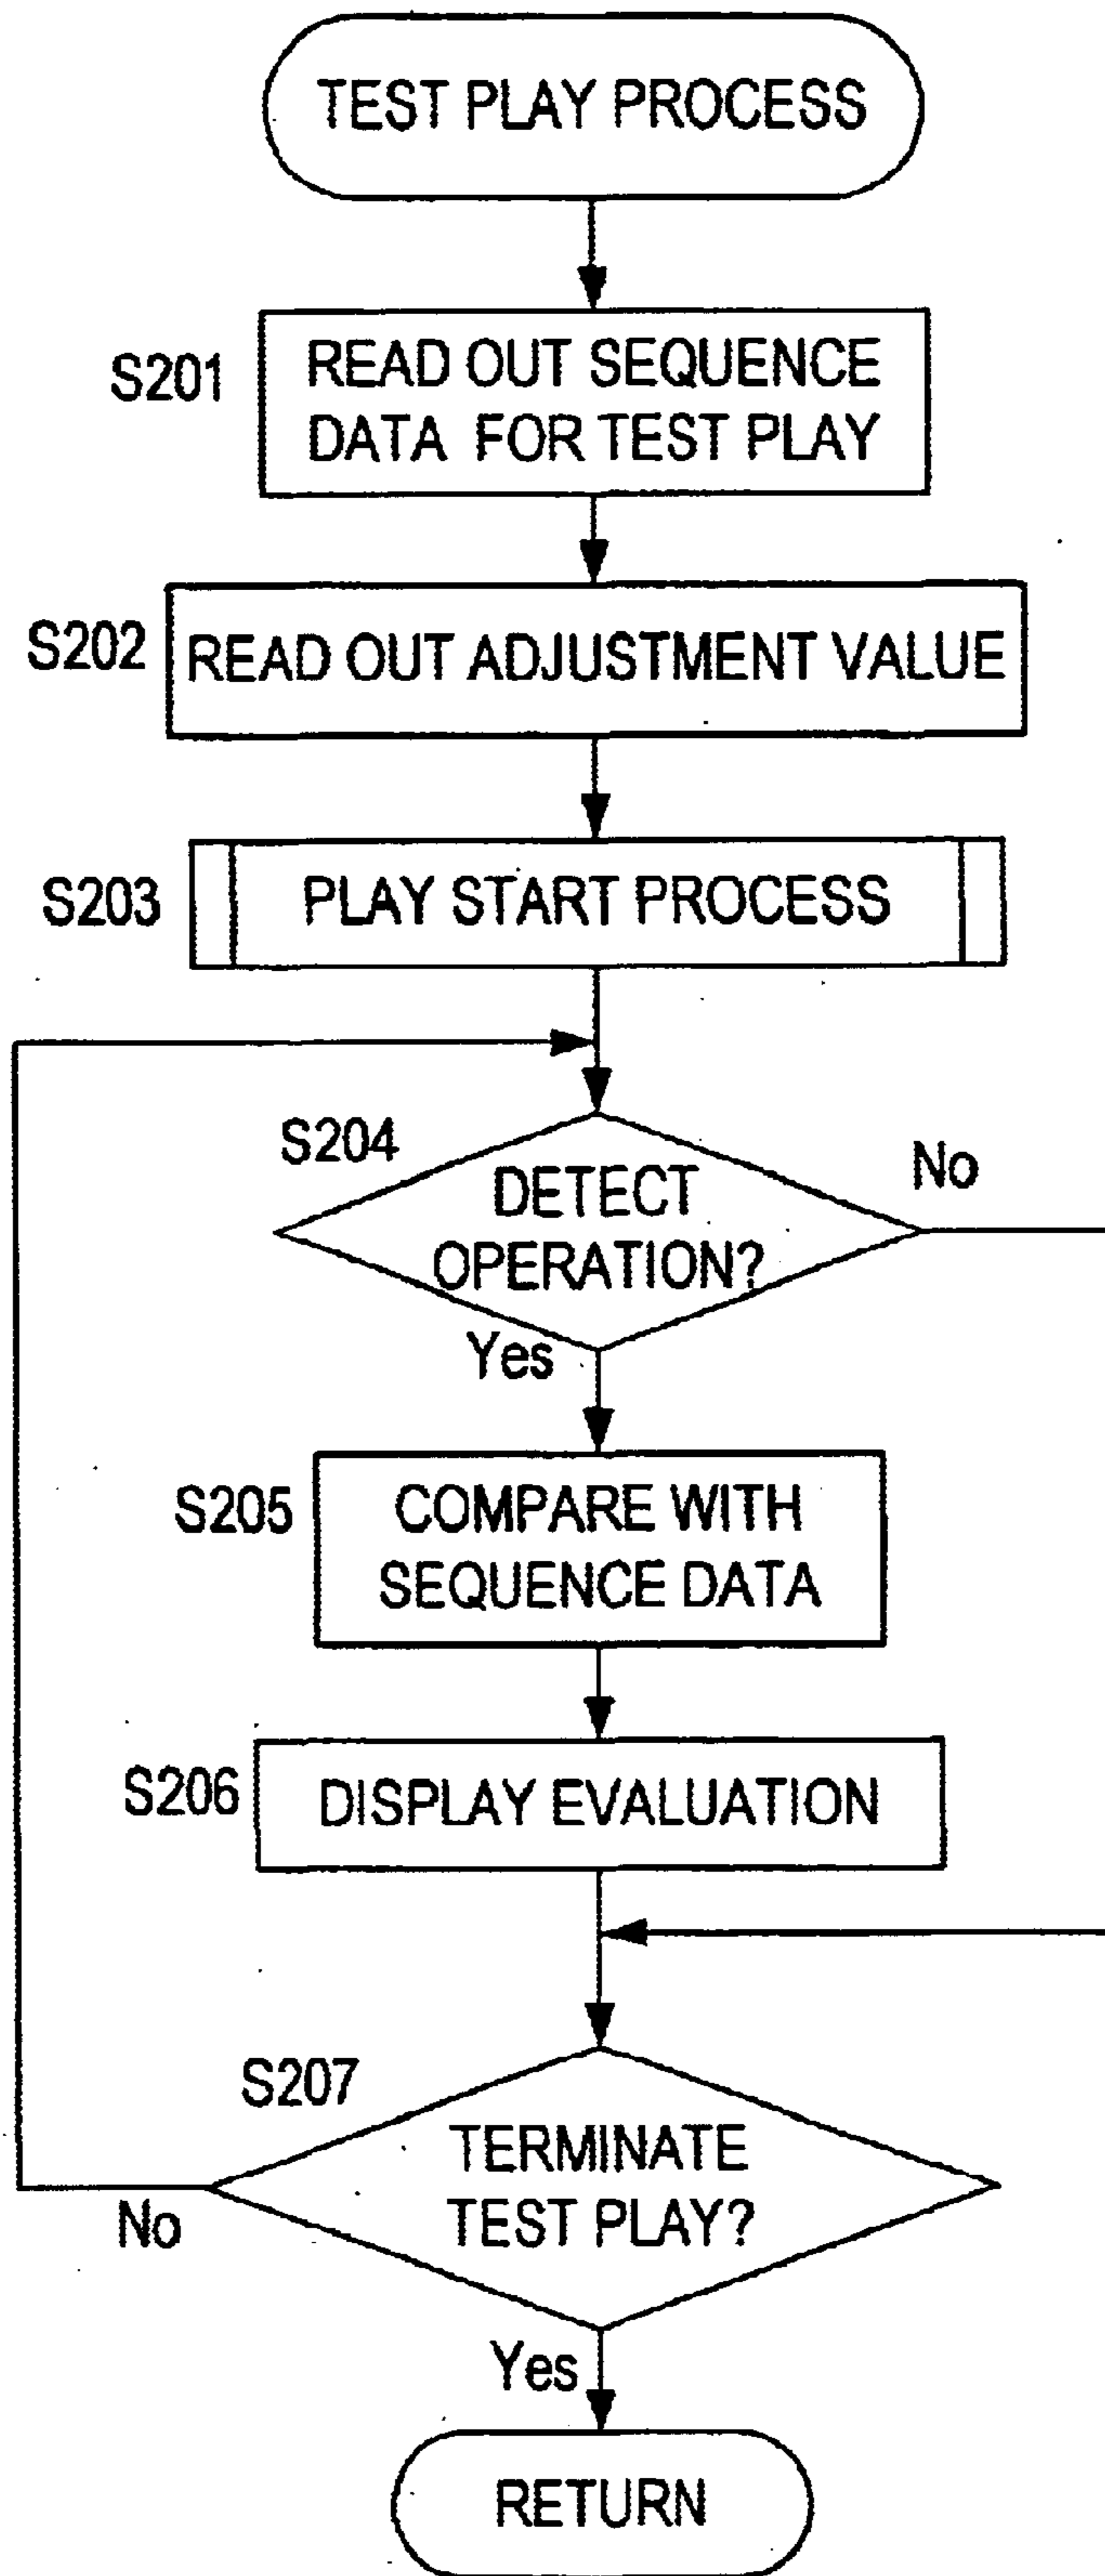 TEST PLAY PROCESS
S201
READ OUT SEQUENCE
DATA FOR TEST PLAY
S202
READ OUT ADJUSTMENT VALUE
S203
PLAY START PROCESS
S204
DETECT
OPERATION?
No
Yes
S205
COMPARE WITH
SEQUENCE DATA
S206
DISPLAY EVALUATION
S207
TERMINATE
TEST PLAY?
No
Yes
RETURN